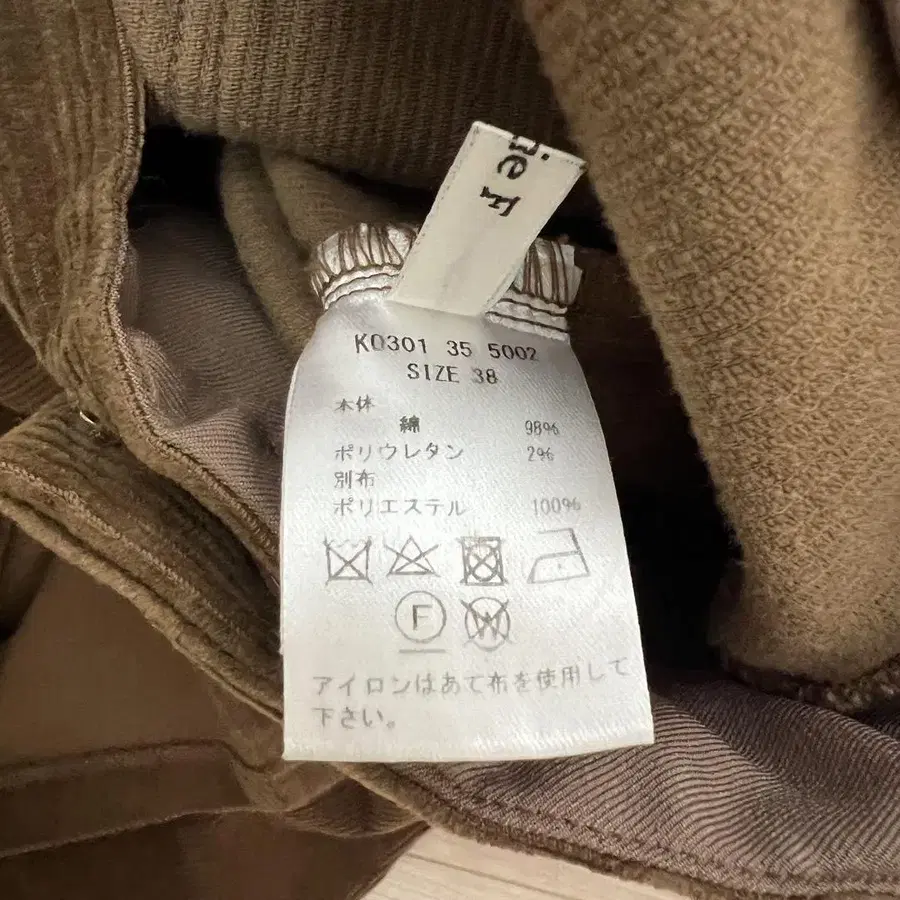 ie F
K0301 35 5002
SIZE 38
本体
綿 98%
ポリウレタン 2%
別布
ポリエステル 100%
F
W
アイロンはあて布を使用して
下さい。